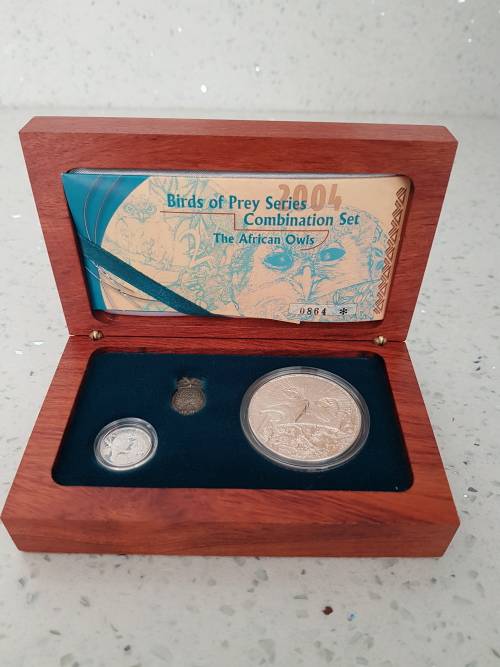 2004
Birds of Prey Series
Combination Set
The African Owls
0864 *